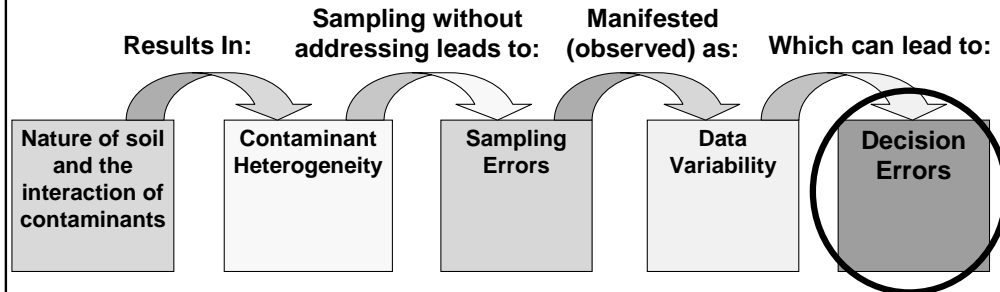 Results In:
Sampling without
addressing leads to:
Manifested
(observed) as:
Which can lead to:
Nature of soil
and the
interaction of
contaminants
Contaminant
Heterogeneity
Sampling
Errors
Data
Variability
Decision
Errors